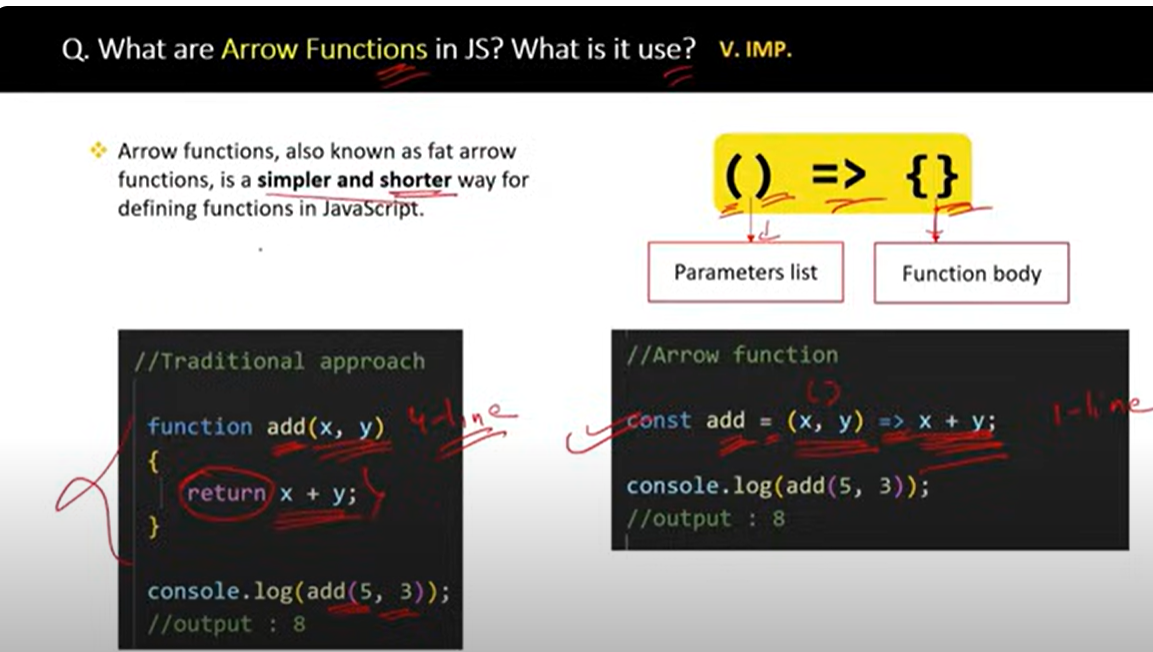 Q. What are Arrow Functions in JS? What is it use? V. IMP.
❖ Arrow functions, also known as fat arrow
functions, is a simpler and shorter way for
defining functions in JavaScript.
() => {}
Parameters list
Function body
//Traditional approach
function add(x, y) 4-line
{
return x + y;
}
console.log(add(5, 3));
//output : 8
//Arrow function
()
const add = (x, y) => x + y; 1-line
console.log(add(5, 3));
//output : 8